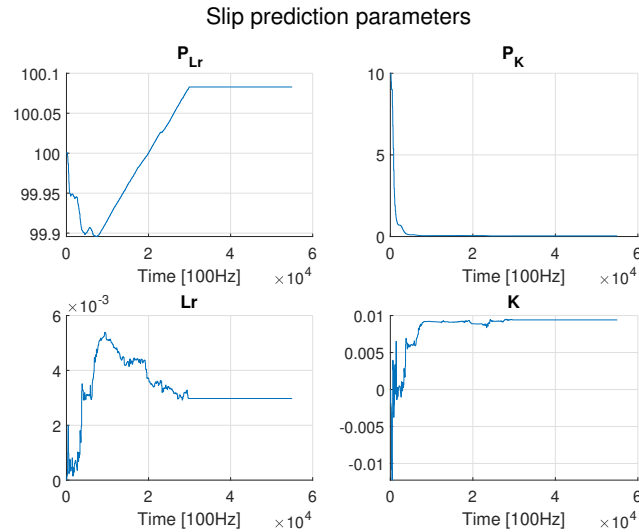 Slip prediction parameters
P_Lr
100.1
100.05
100
99.95
99.9
0 2 4 6
Time [100Hz] × 10^4
P_K
10
5
0
0 2 4 6
Time [100Hz] × 10^4
Lr
× 10^-3
6
4
2
0
0 2 4 6
Time [100Hz] × 10^4
K
0.01
0.005
0
-0.005
-0.01
0 2 4 6
Time [100Hz] × 10^4